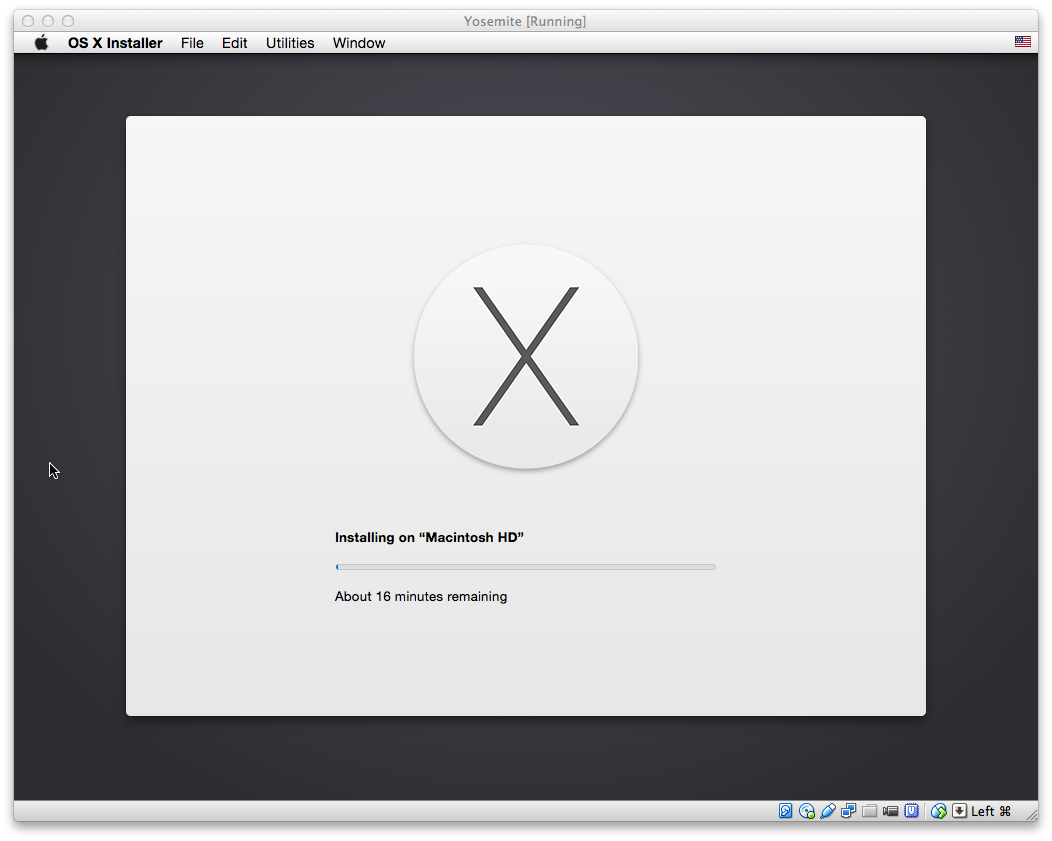 Yosemite [Running]
OS X Installer File Edit Utilities Window
X
Installing on “Macintosh HD”
About 16 minutes remaining
Left ⌘